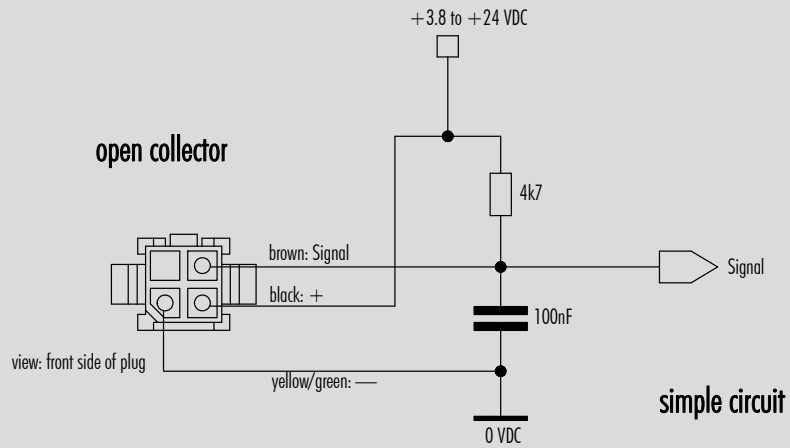 +3.8 to +24 VDC
open collector
4k7
brown: Signal
Signal
black: +
100nF
view: front side of plug
yellow/green: —
simple circuit
0 VDC